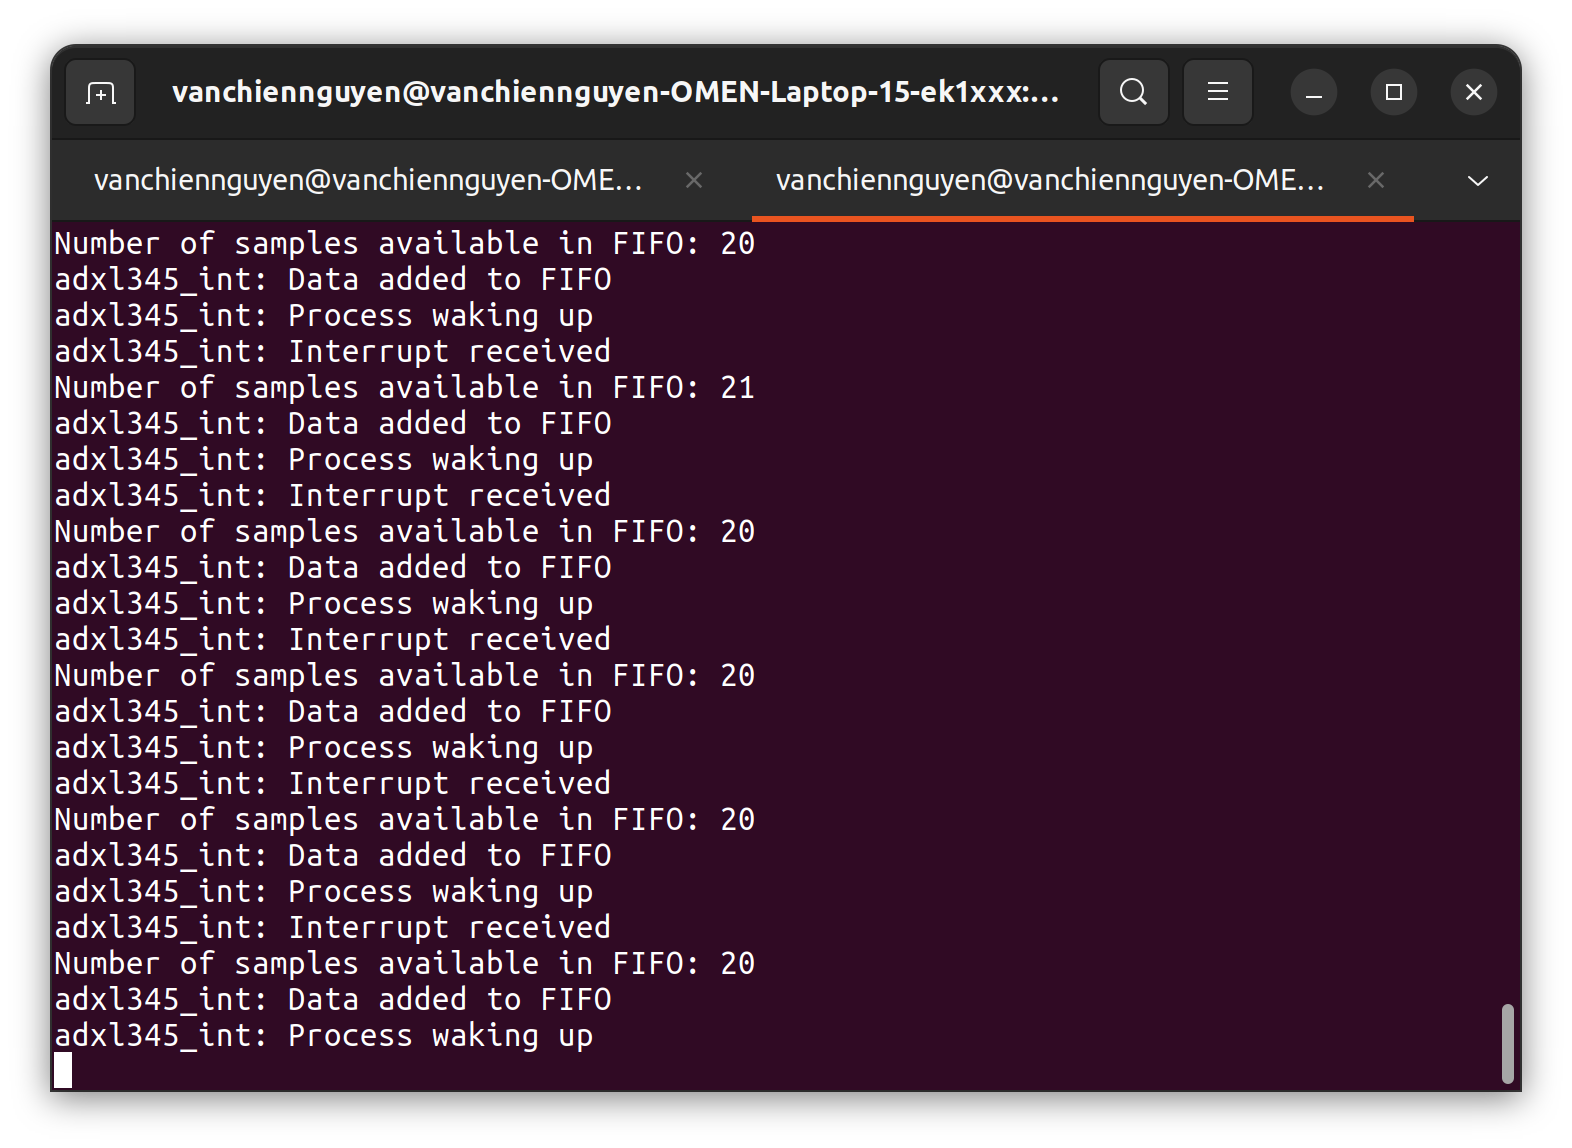 vanchiennguyen@vanchiennguyen-OMEN-Laptop-15-ek1xxx:...
vanchiennguyen@vanchiennguyen-OME... vanchiennguyen@vanchiennguyen-OME...
Number of samples available in FIFO: 20
adxl345_int: Data added to FIFO
adxl345_int: Process waking up
adxl345_int: Interrupt received
Number of samples available in FIFO: 21
adxl345_int: Data added to FIFO
adxl345_int: Process waking up
adxl345_int: Interrupt received
Number of samples available in FIFO: 20
adxl345_int: Data added to FIFO
adxl345_int: Process waking up
adxl345_int: Interrupt received
Number of samples available in FIFO: 20
adxl345_int: Data added to FIFO
adxl345_int: Process waking up
adxl345_int: Interrupt received
Number of samples available in FIFO: 20
adxl345_int: Data added to FIFO
adxl345_int: Process waking up
adxl345_int: Interrupt received
Number of samples available in FIFO: 20
adxl345_int: Data added to FIFO
adxl345_int: Process waking up